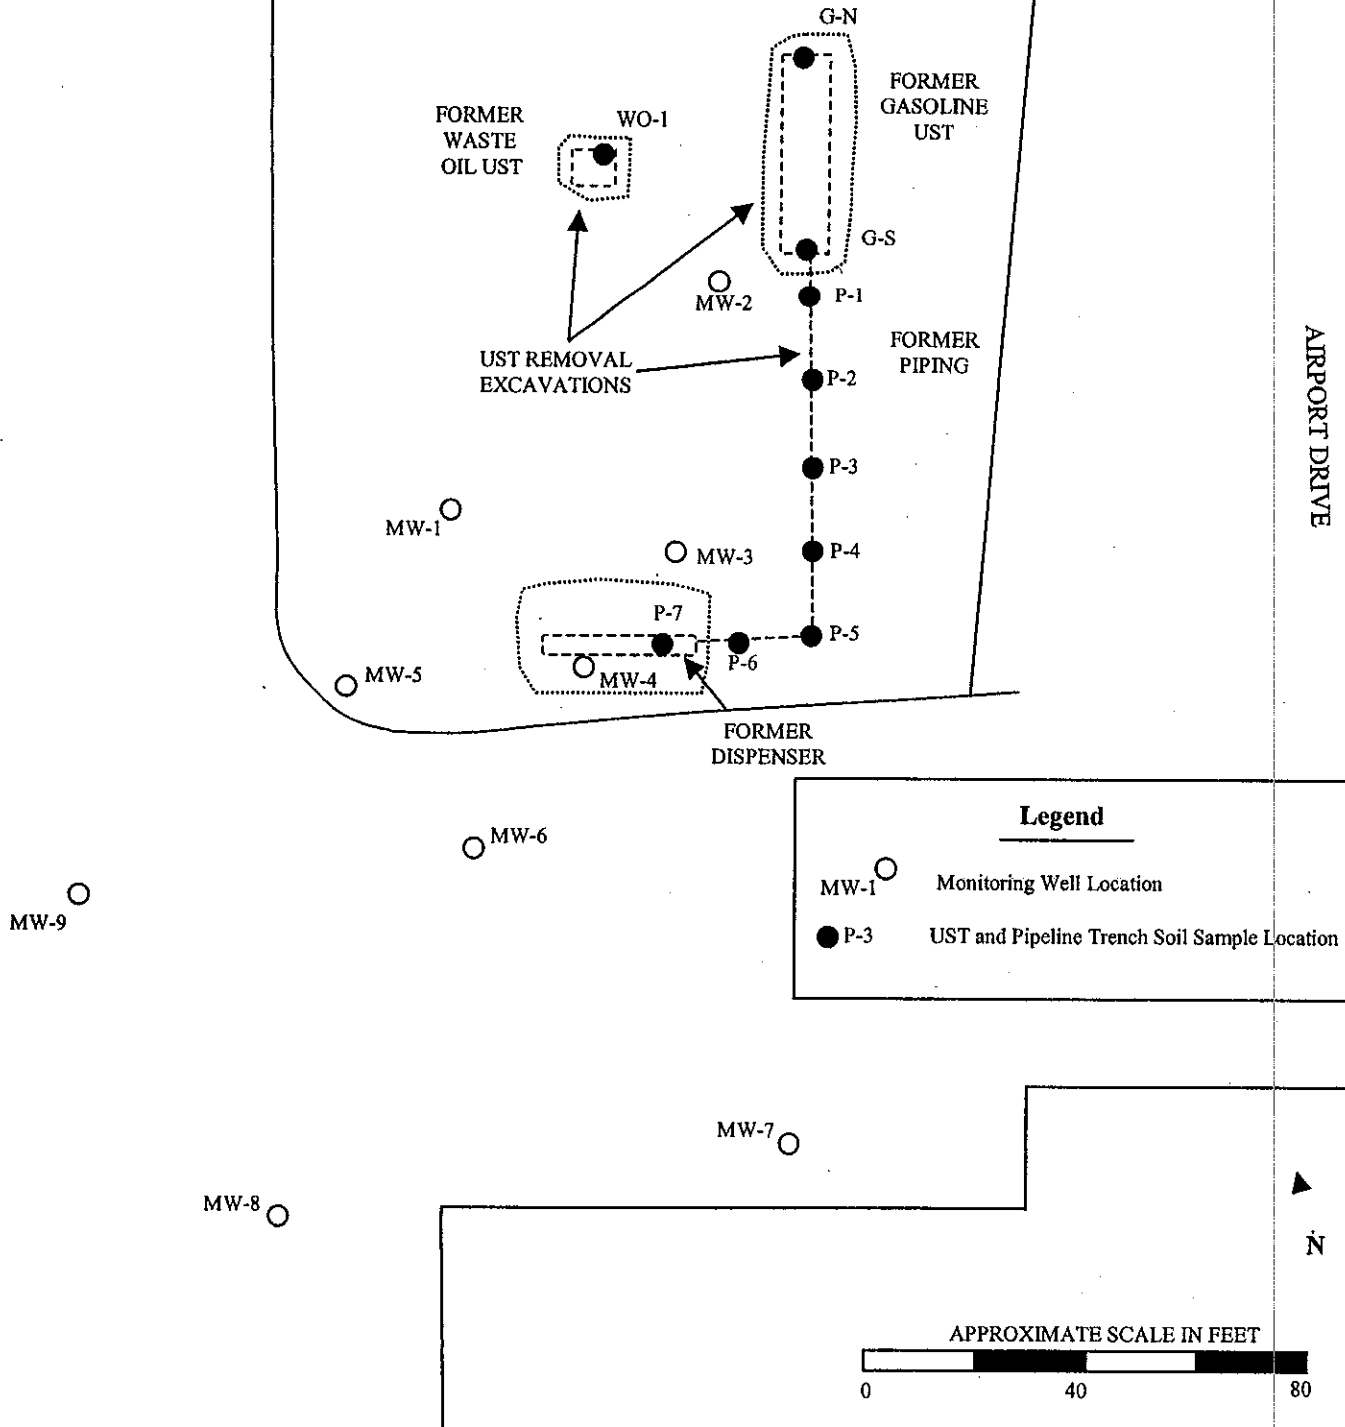 G-N
FORMER
GASOLINE
UST
FORMER
WASTE
OIL UST
WO-1
G-S
MW-2
P-1
UST REMOVAL
EXCAVATIONS
FORMER
PIPING
P-2
AIRPORT DRIVE
P-3
MW-1
MW-3
P-4
P-7
P-5
P-6
MW-5
MW-4
FORMER
DISPENSER
Legend
MW-6
MW-1
Monitoring Well Location
MW-9
P-3
UST and Pipeline Trench Soil Sample Location
MW-7
MW-8
N
APPROXIMATE SCALE IN FEET
0
40
80